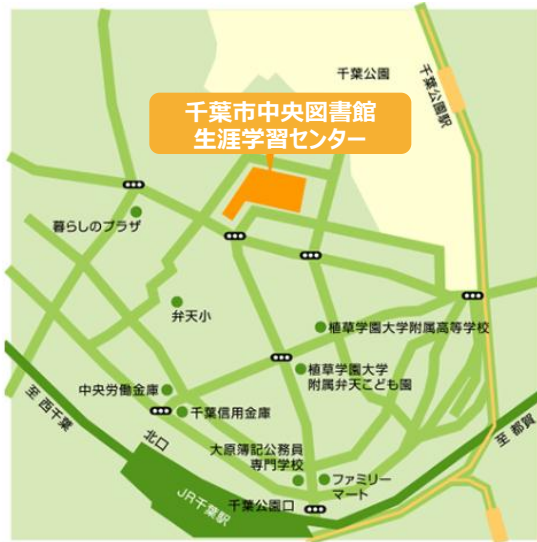 千葉公園
千葉公園駅
千葉市中央図書館
生涯学習センター
暮らしのプラザ
弁天小
植草学園大学附属高等学校
植草学園大学
附属弁天こども園
中央労働金庫
千葉信用金庫
至 西千葉
北口
大原簿記公務員
専門学校
ファミリー
マート
至 都賀
JR千葉駅
千葉公園口